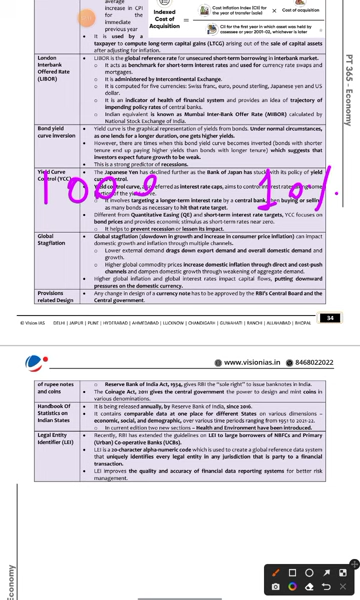 average
increase in CPI
for the
immediate
previous year
Indexed
Cost of
Acquisition
Cost Inflation Index (CII) for
the year of transfer (sale)
Cost of acquisition
CII for the first year in which asset was held by
assessee or year 2001-02, whichever is later
• It is used by a
taxpayer to compute long-term capital gains (LTCG) arising out of the sale of capital assets
after adjusting for inflation.
London
Interbank
Offered Rate
(LIBOR)
• LIBOR is the global reference rate for unsecured short-term borrowing in interbank market.
o It acts as benchmark for short-term interest rates and used for currency rate swaps and
mortgages.
o It is administered by Intercontinental Exchange.
o It is computed for five currencies: Swiss franc, euro, pound sterling, Japanese yen and US
dollar.
o It is an indicator of health of financial system and provides an idea of trajectory of
impending policy rates of central banks.
o Indian equivalent is known as Mumbai Inter-Bank Offer Rate (MIBOR) calculated by
National Stock Exchange of India.
Bond yield
curve inversion
• Yield curve is the graphical representation of yields from bonds. Under normal circumstances,
as one lends for a longer duration, one gets higher yields.
• However, there are times when this bond yield curve becomes inverted (bonds with shorter
tenure end up paying higher yields than bonds with longer tenure) which suggests that
investors expect future growth to be weak.
• This is a strong predictor of recessions.
Yield Curve
Control (YCC)
• The Japanese Yen has declined further as the Bank of Japan has stuck with its policy of yield
curve control.
1000
10%
involves targeting a longer-term interest rate by a central bank, then buying or selling
as many bonds as necessary to hit that rate target.
• Different from Quantitative Easing (QE) and short-term interest rate targets, YCC focuses on
bond prices and provides economic stimulus as short-term rates near zero.
o It helps to prevent recession or lessen its impact.
Global
Stagflation
• Global stagflation (slowdown in growth and increase in consumer price inflation) can impact
domestic growth and inflation through multiple channels.
o Lower external demand drags down export demand and overall domestic demand and
growth.
o Higher global commodity prices increase domestic inflation through direct and cost-push
channels and dampen domestic growth through weakening of aggregate demand.
• Higher global inflation and global interest rates impact capital flows, putting downward
pressures on the domestic currency.
Provisions
related Design
• Any change in design of a currency note has to be approved by the RBI's Central Board and the
Central government.
PT 365 - Economy
34
© Vision IAS DELHI | JAIPUR | PUNE | HYDERABAD | AHMEDABAD | LUCKNOW | CHANDIGARH | GUWAHATI | RANCHI | ALLAHABAD | BHOPAL
www.visionias.in
8468022022
of rupee notes
and coins
o Reserve Bank of India Act, 1934, gives RBI the "sole right" to issue banknotes in India.
• The Coinage Act, 2011 gives the central government the power to design and mint coins in
various denominations.
Handbook Of
Statistics on
Indian States
• It is being released annually, by Reserve Bank of India, since 2016.
• It contains comparable data at one place for different States on various dimensions –
economic, social, and demographic, over various time periods ranging from 1951 to 2021-22.
o In current edition two new sections – Health and Environment have been introduced.
Legal Entity
Identifier (LEI)
• Recently, RBI has extended the guidelines on LEI to large borrowers of NBFCs and Primary
(Urban) Co-operative Banks (UCBs).
• LEI is a 20-character alpha-numeric code which is used to create a global reference data system
that uniquely identifies every legal entity in any jurisdiction that is party to a financial
transaction.
• LEI improves the quality and accuracy of financial data reporting systems for better risk
management.
Economy